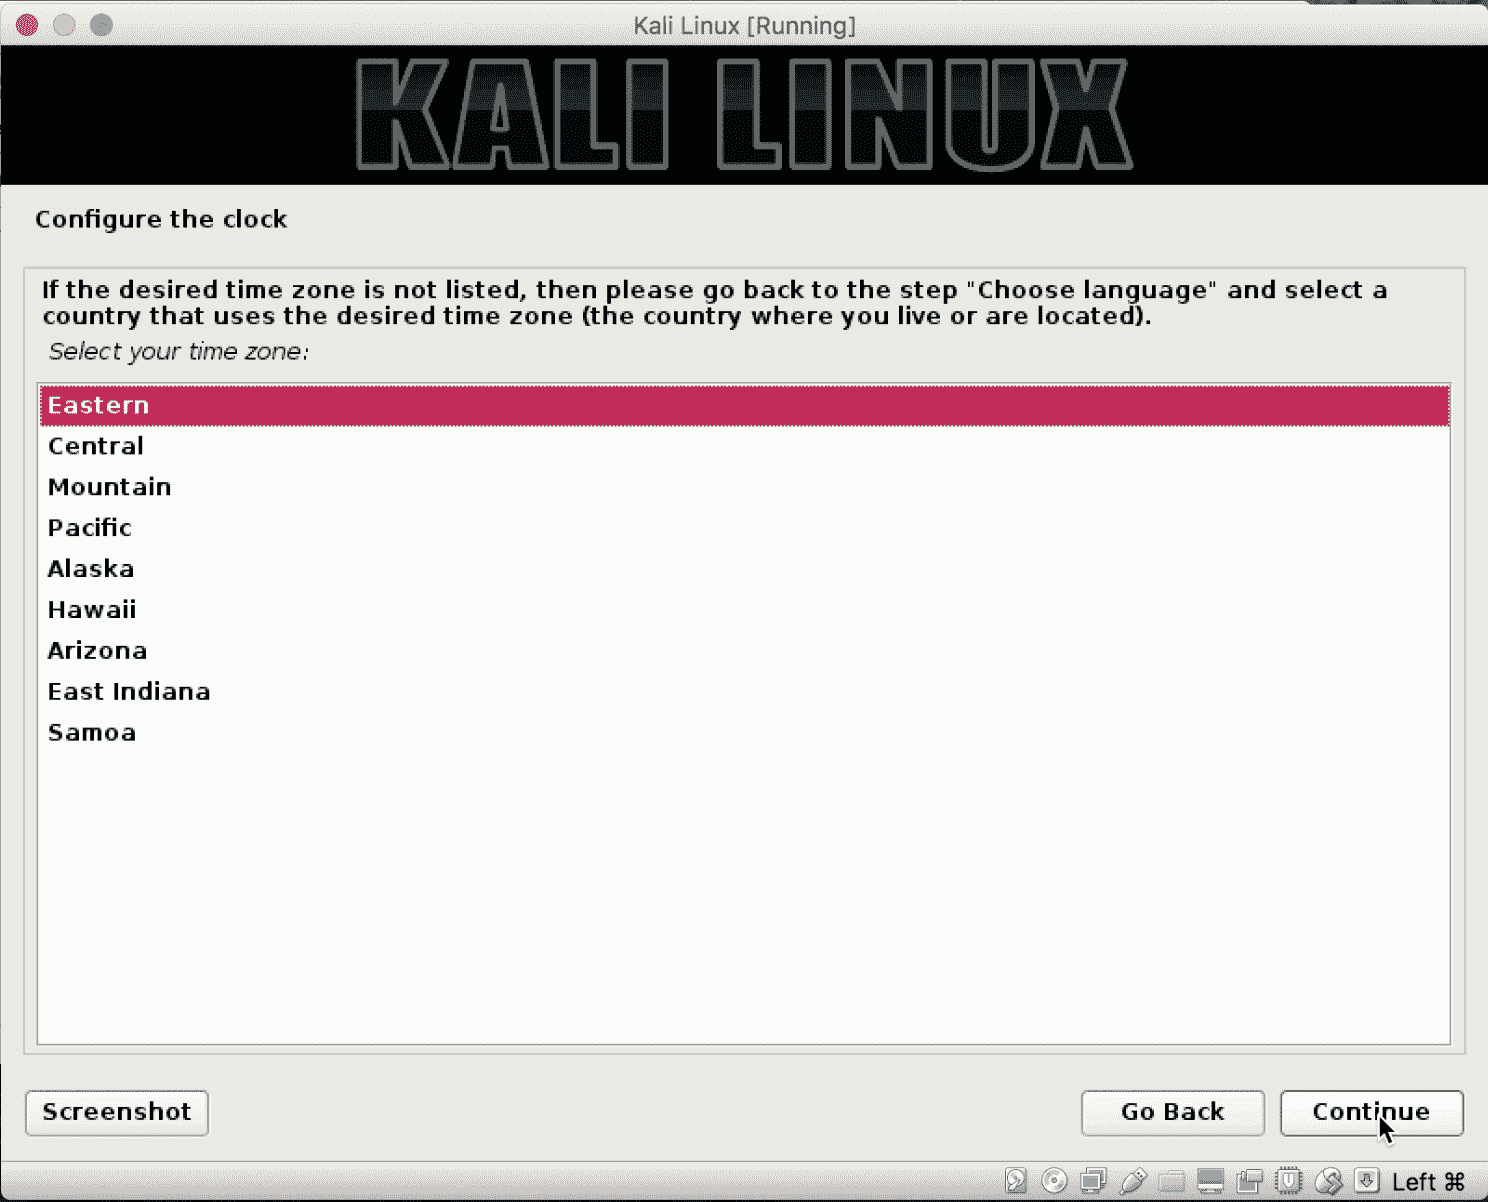 Kali Linux [Running]
KALI LINUX
Configure the clock
If the desired time zone is not listed, then please go back to the step "Choose language" and select a
country that uses the desired time zone (the country where you live or are located).
Select your time zone:
Eastern
Central
Mountain
Pacific
Alaska
Hawaii
Arizona
East Indiana
Samoa
Screenshot
Go Back
Continue
Left ⌘